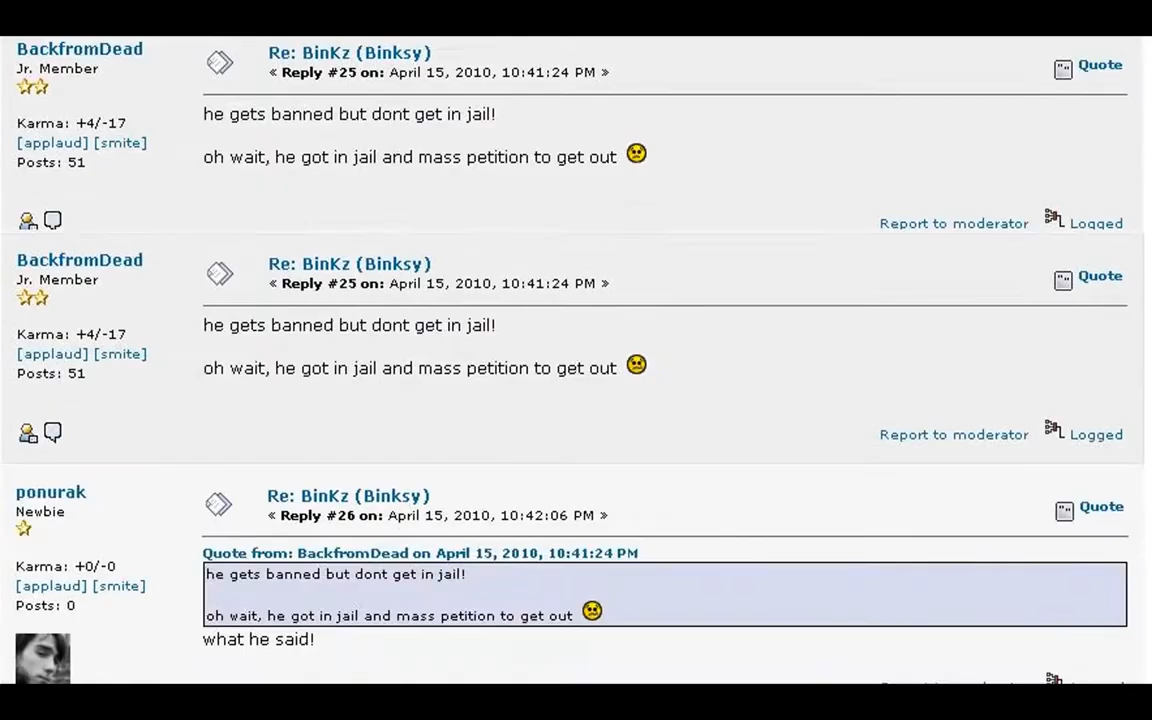 BackfromDead
Jr. Member
Karma: +4/-17
[applaud] [smite]
Posts: 51
Re: BinKz (Binksy)
« Reply #25 on: April 15, 2010, 10:41:24 PM »
Quote
he gets banned but dont get in jail!
oh wait, he got in jail and mass petition to get out
Report to moderator Logged
BackfromDead
Jr. Member
Karma: +4/-17
[applaud] [smite]
Posts: 51
Re: BinKz (Binksy)
« Reply #25 on: April 15, 2010, 10:41:24 PM »
Quote
he gets banned but dont get in jail!
oh wait, he got in jail and mass petition to get out
Report to moderator Logged
ponurak
Newbie
Karma: +0/-0
[applaud] [smite]
Posts: 0
Re: BinKz (Binksy)
« Reply #26 on: April 15, 2010, 10:42:06 PM »
Quote
Quote from: BackfromDead on April 15, 2010, 10:41:24 PM
he gets banned but dont get in jail!
oh wait, he got in jail and mass petition to get out
what he said!